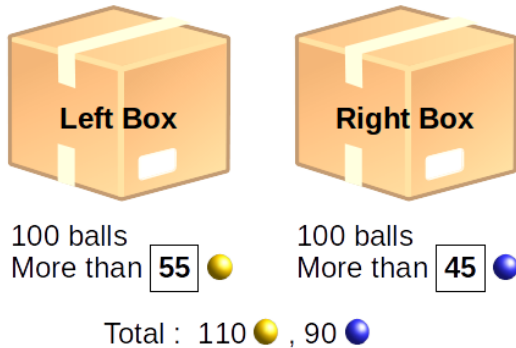 Left Box
Right Box
100 balls
More than 55
100 balls
More than 45
Total : 110 , 90